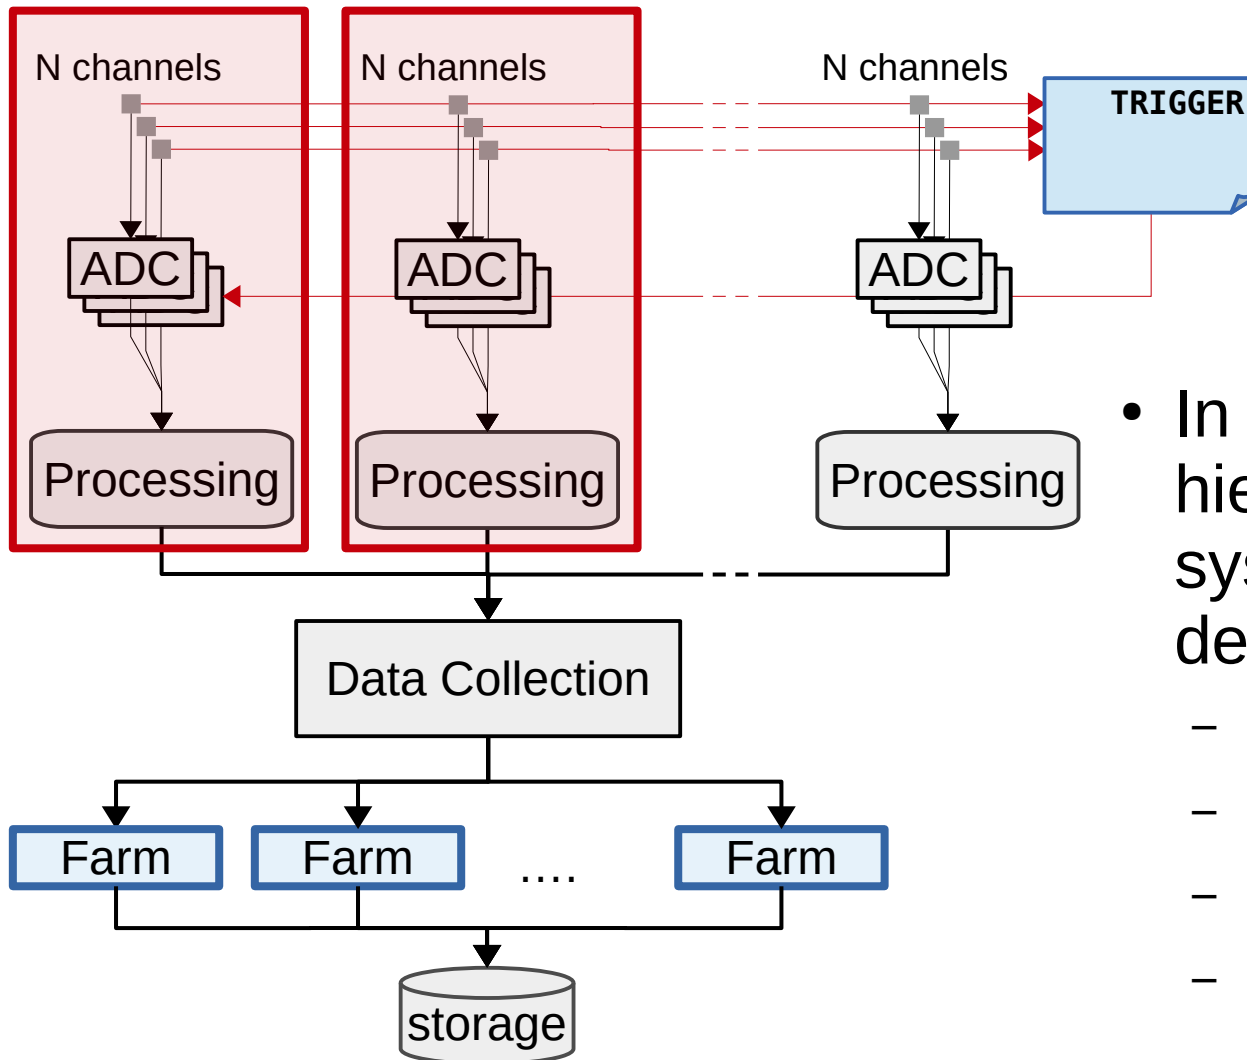 N channels N channels N channels
TRIGGER
ADC ADC ADC
Processing Processing Processing
Data Collection
Farm Farm .... Farm
storage
• In
hie
sys
de
–
–
–
–